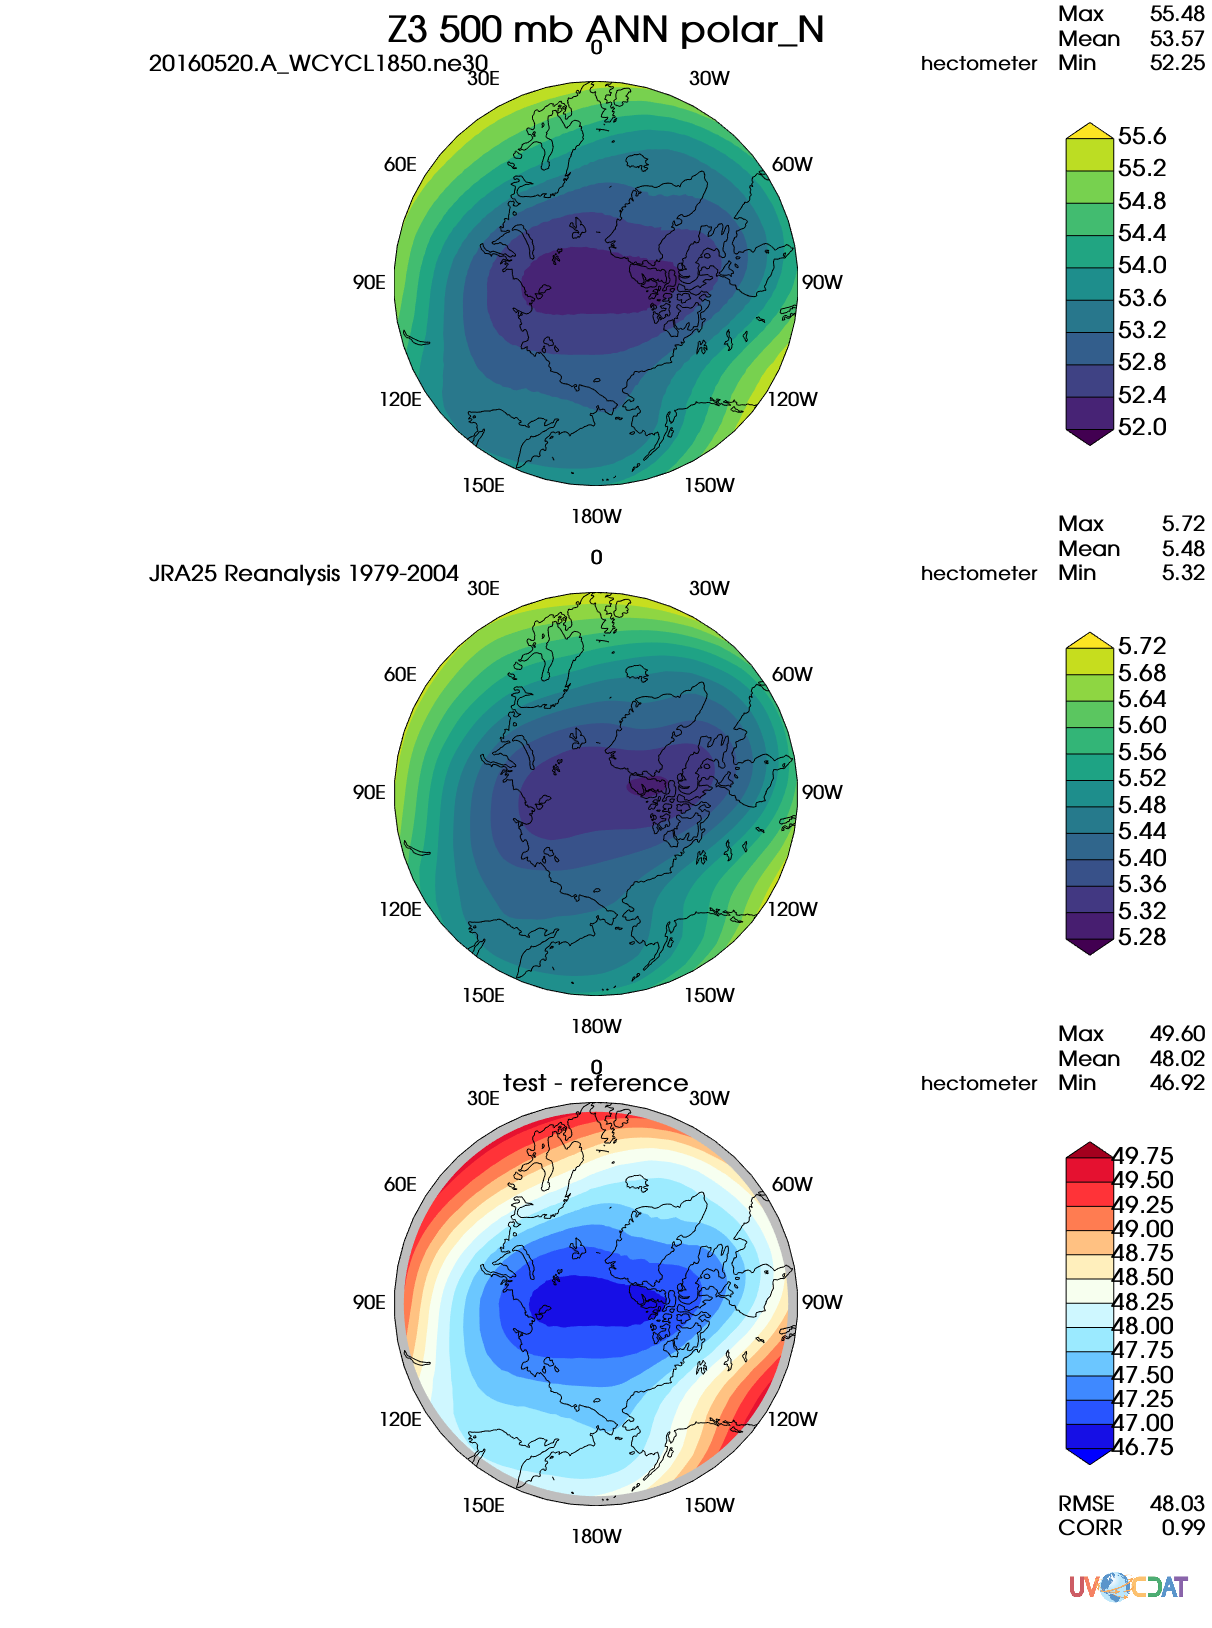 Z3 500 mb ANN polar_N
20160520.A_WCYCL1850.ne30
hectometer
Max 55.48
Mean 53.57
Min 52.25
0
30E
30W
60E
60W
90E
90W
120E
120W
150E
150W
180W
55.6
55.2
54.8
54.4
54.0
53.6
53.2
52.8
52.4
52.0
JRA25 Reanalysis 1979-2004
hectometer
Max 5.72
Mean 5.48
Min 5.32
0
30E
30W
60E
60W
90E
90W
120E
120W
150E
150W
180W
5.72
5.68
5.64
5.60
5.56
5.52
5.48
5.44
5.40
5.36
5.32
5.28
test - reference
hectometer
Max 49.60
Mean 48.02
Min 46.92
0
30E
30W
60E
60W
90E
90W
120E
120W
150E
150W
180W
49.75
49.50
49.25
49.00
48.75
48.50
48.25
48.00
47.75
47.50
47.25
47.00
46.75
RMSE 48.03
CORR 0.99
UV CDAT